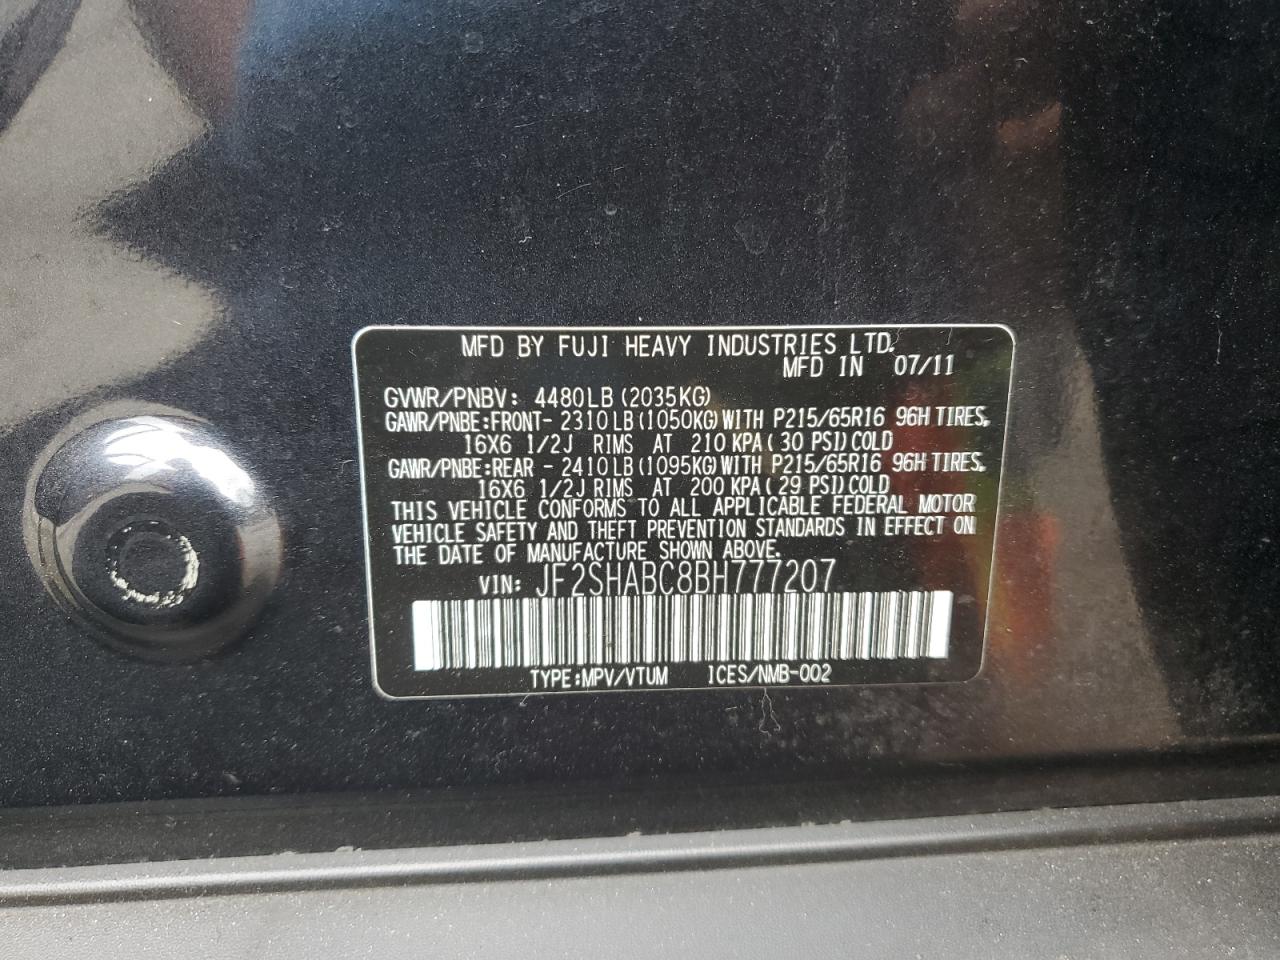 MFD BY FUJI HEAVY INDUSTRIES LTD.
MFD IN 07/11
GVWR/PNBV: 4480LB (2035KG)
GAWR/PNBE:FRONT- 2310LB(1050KG)WITH P215/65R16 96H TIRES,
16X6 1/2J RIMS AT 210 KPA( 30 PSI)COLD
GAWR/PNBE:REAR - 2410LB(1095KG)WITH P215/65R16 96H TIRES,
16X6 1/2J RIMS AT 200 KPA( 29 PSI)COLD
THIS VEHICLE CONFORMS TO ALL APPLICABLE FEDERAL MOTOR
VEHICLE SAFETY AND THEFT PREVENTION STANDARDS IN EFFECT ON
THE DATE OF MANUFACTURE SHOWN ABOVE.
VIN: JF2SHABC8BH777207
TYPE:MPV/VTUM ICES/NMB-002